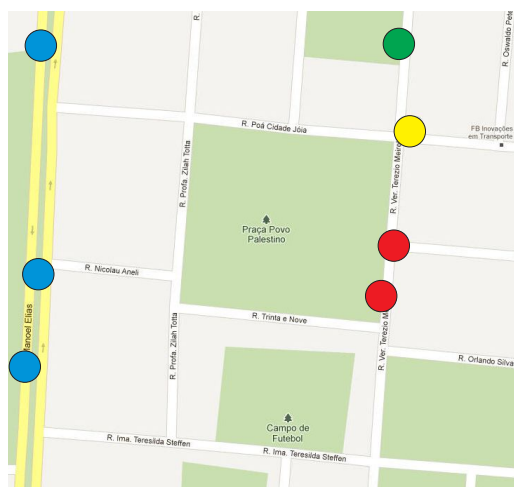 R.
R. Oswaldo Pete
R. Poá Cidade Jóia
FB Inovações
em Transporte
R. Profa. Zilah Totta
R. Ver. Terezio Meire
Praça Povo
Palestino
R. Nicolau Aneli
Manoel Elias
R. Trinta e Nove
R. Profa. Zilah Totta
R. Ver. Terezio M
R. Orlando Silva
Campo de
Futebol
R. Ima. Teresilda Steffen
R. Ima. Teresilda Steffen